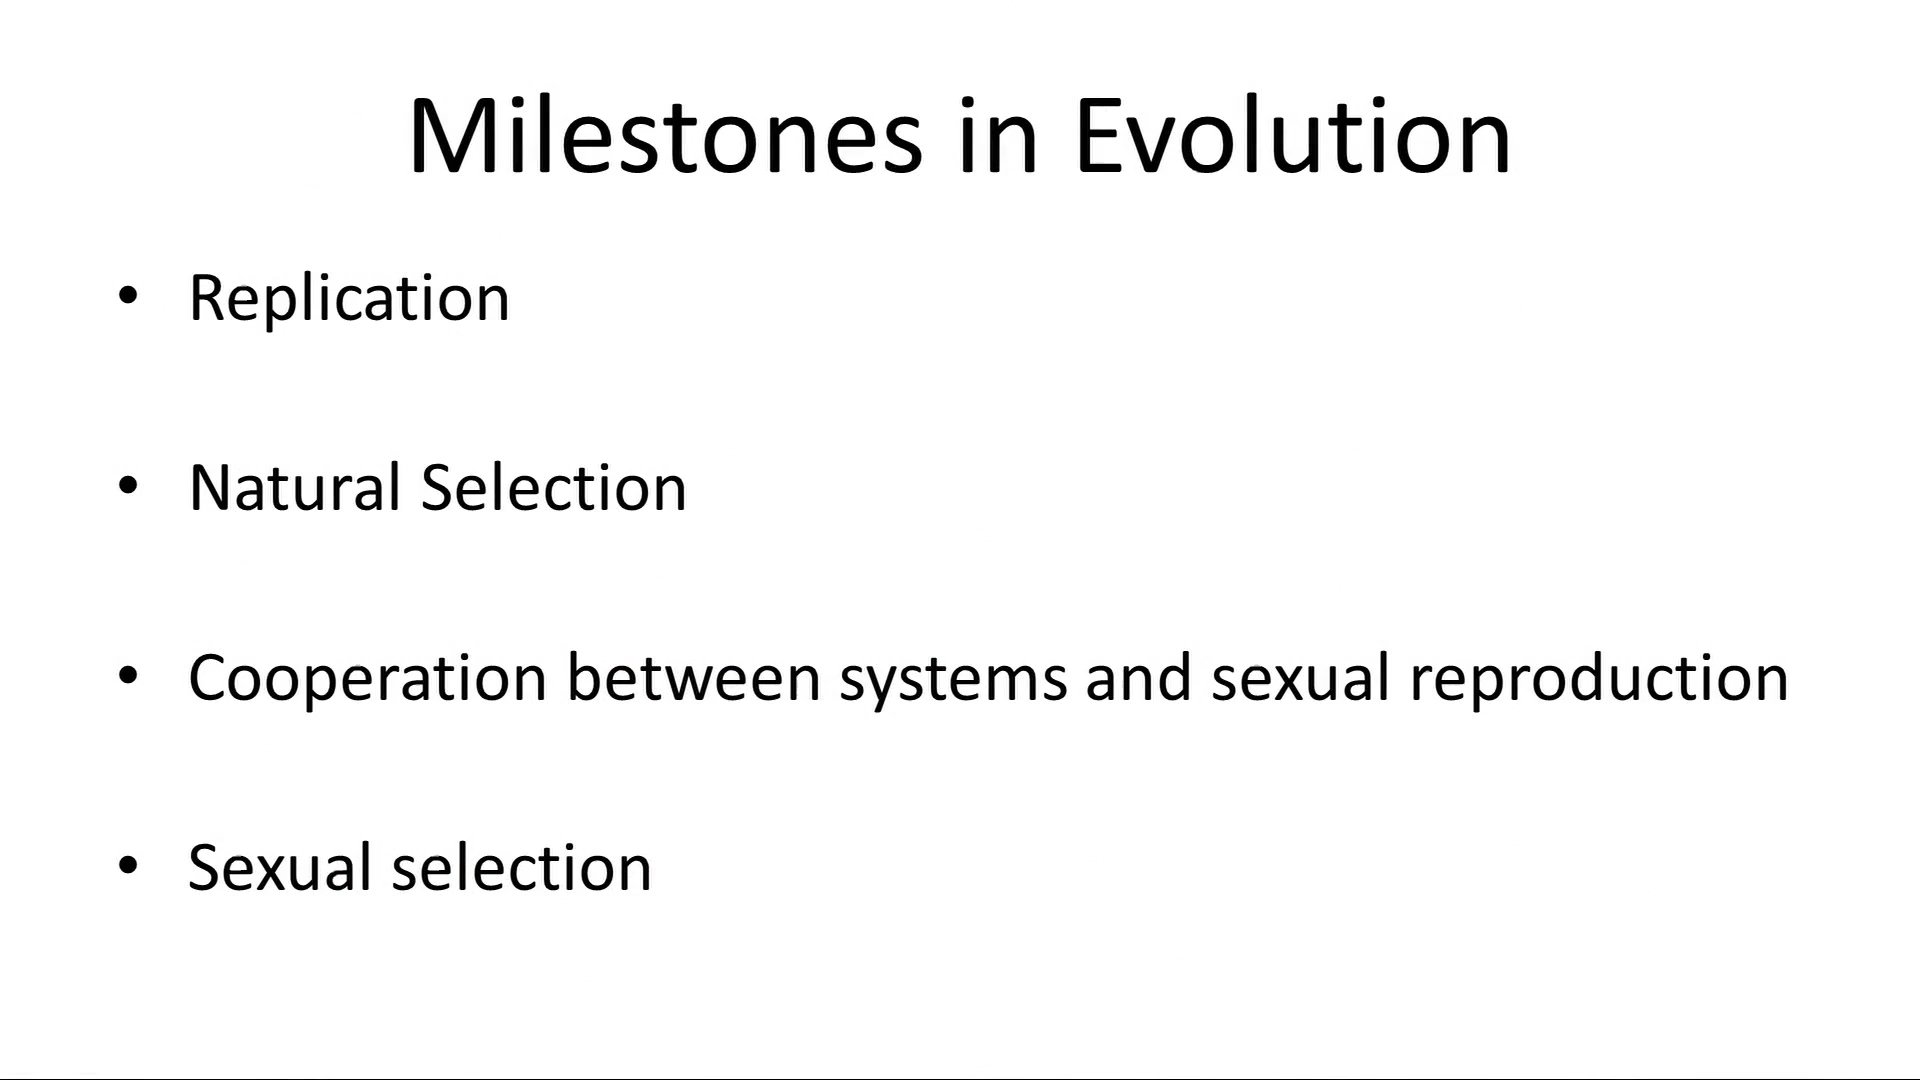 Milestones in Evolution
• Replication
• Natural Selection
• Cooperation between systems and sexual reproduction
• Sexual selection